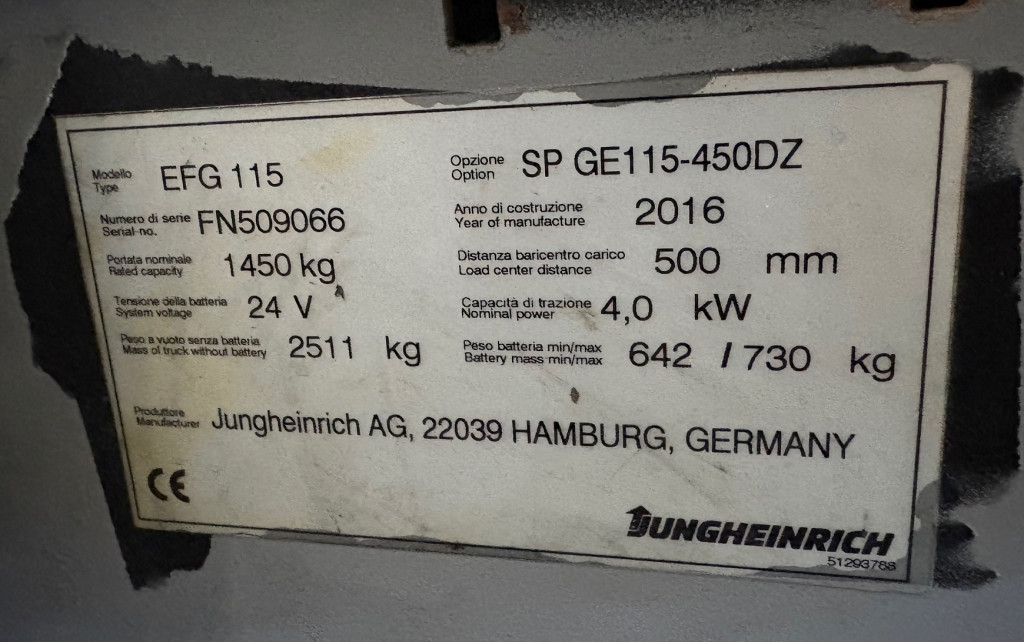 Modello
Type
EFG 115
Opzione
Option
SP GE115-450DZ
Numero di serie
Serial-no.
FN509066
Anno di costruzione
Year of manufacture
2016
Portata nominale
Rated capacity
1450 kg
Distanza baricentro carico
Load center distance
500 mm
Tensione della batteria
System voltage
24 V
Capacità di trazione
Nominal power
4,0 kW
Peso a vuoto senza batteria
Mass of truck without battery
2511 kg
Peso batteria min/max
Battery mass min/max
642 / 730 kg
Produttore
Manufacturer
Jungheinrich AG, 22039 HAMBURG, GERMANY
CE
JUNGHEINRICH
51293788